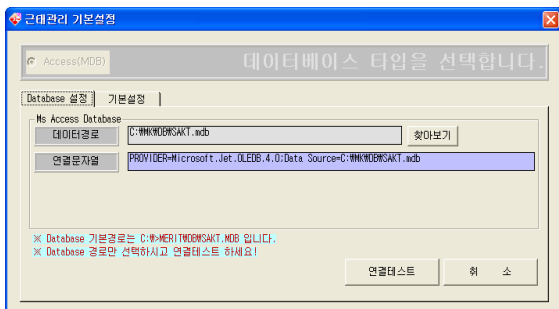 근태관리 기본설정
Access(MDB)
데이터베이스 타입을 선택합니다.
Database 설정
기본설정
Ms Access Database
데이터경로
C:₩MK₩DB₩SAKT.mdb
찾아보기
연결문자열
PROVIDER=Microsoft.Jet.OLEDB.4.0;Data Source=C:₩MK₩DB₩SAKT.mdb
※ Database 기본경로는 C:₩>MERIT₩DB₩SAKT.MDB 입니다.
※ Database 경로만 선택하시고 연결테스트 하세요!
연결테스트
취 소